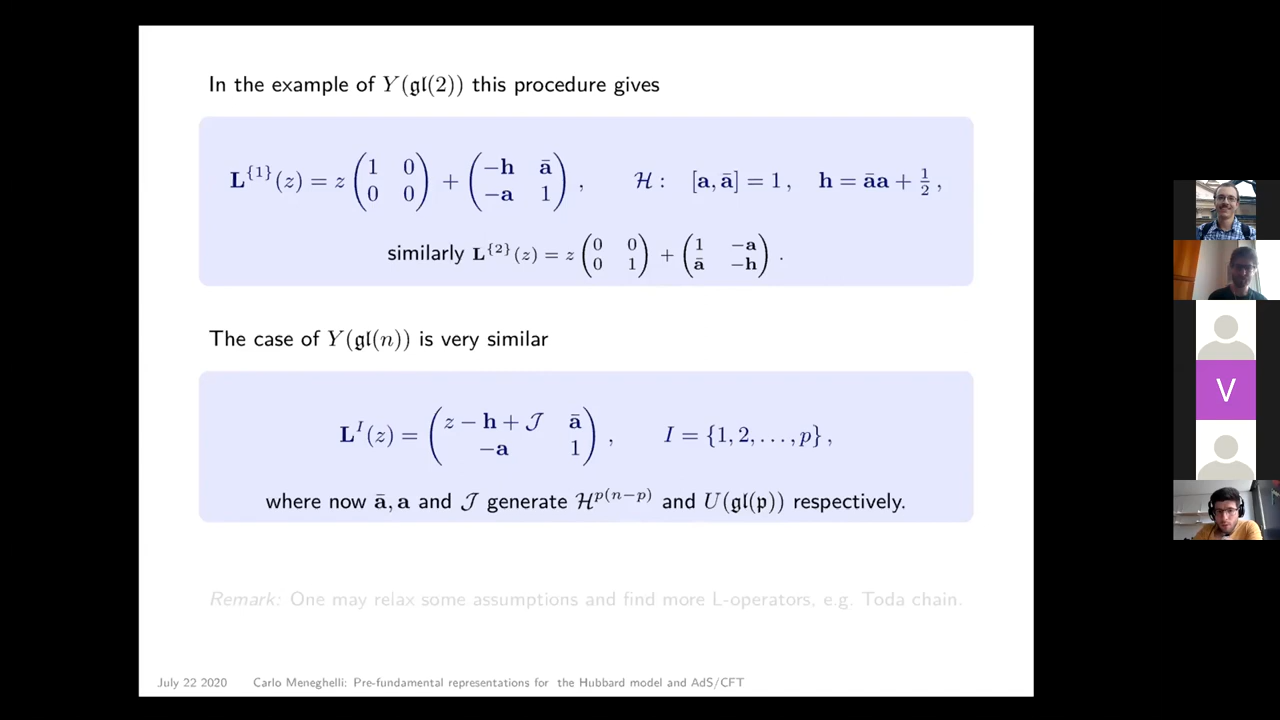 In the example of Y(𝔤𝔩(2)) this procedure gives
L^{1}(z) = z (1 0; 0 0) + (−h ā; −a 1) ,  ℋ : [a, ā] = 1 ,  h = āa + 1/2 ,
similarly L^{2}(z) = z (0 0; 0 1) + (1 −a; ā −h) .
The case of Y(𝔤𝔩(n)) is very similar
L^I(z) = (z − h + 𝒥 ā; −a 1) ,  I = {1, 2, . . . , p} ,
where now ā, a and 𝒥 generate ℋ^{p(n−p)} and U(𝔤𝔩(𝔭)) respectively.
Remark: One may relax some assumptions and find more L-operators, e.g. Toda chain.
July 22 2020 Carlo Meneghelli: Pre-fundamental representations for the Hubbard model and AdS/CFT
V